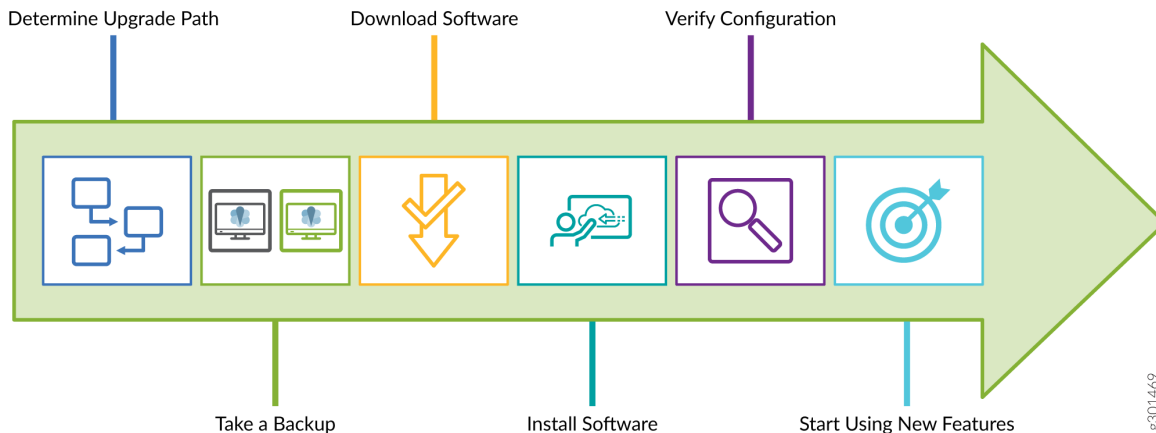 Determine Upgrade Path
Download Software
Verify Configuration
Take a Backup
Install Software
Start Using New Features
g301469